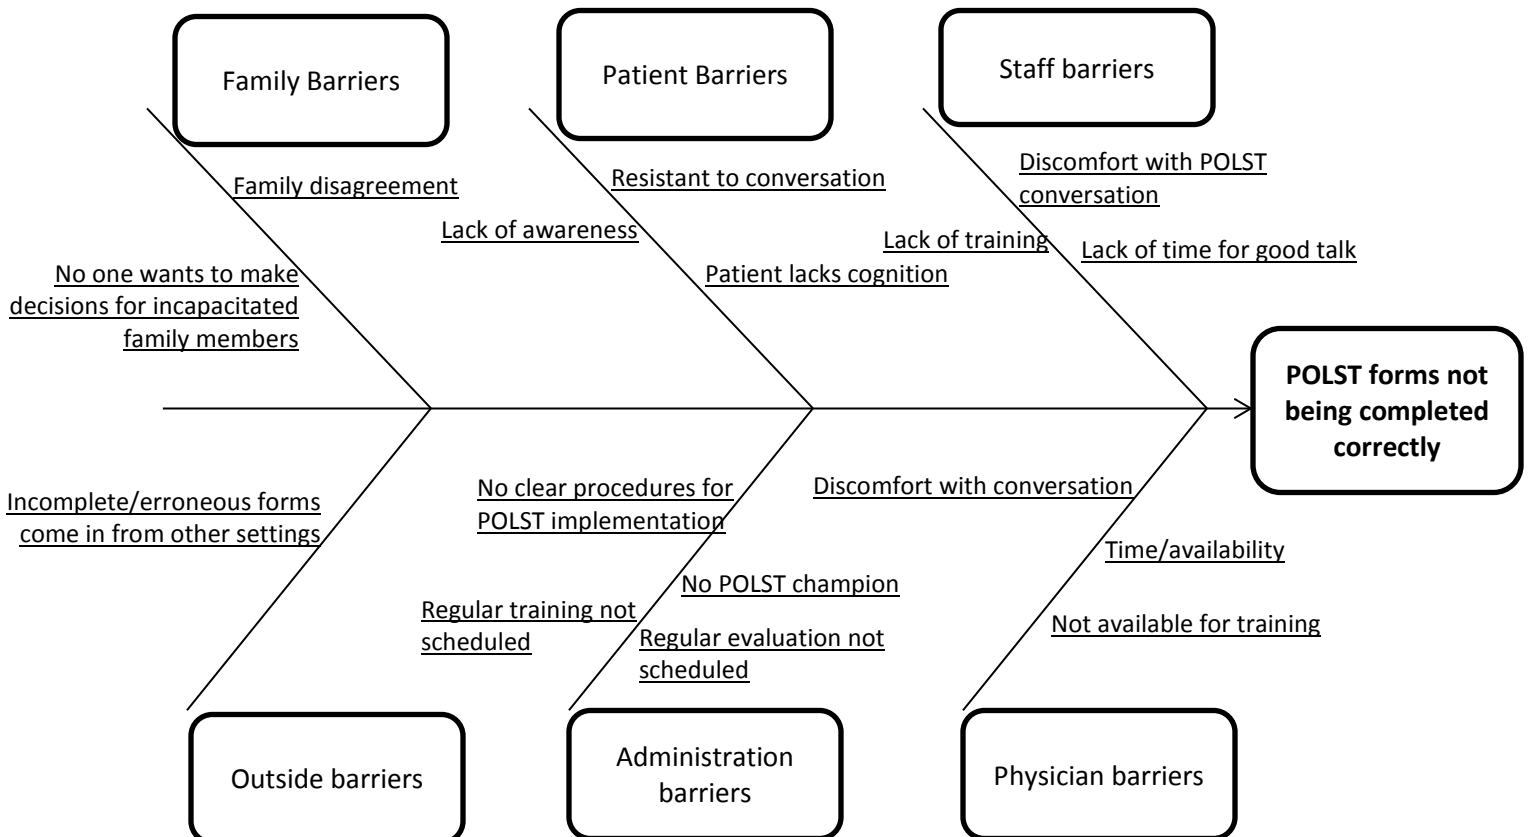 Family Barriers
Patient Barriers
Staff barriers
Family disagreement
No one wants to make
decisions for incapacitated
family members
Resistant to conversation
Lack of awareness
Patient lacks cognition
Discomfort with POLST
conversation
Lack of training
Lack of time for good talk
POLST forms not
being completed
correctly
Incomplete/erroneous forms
come in from other settings
No clear procedures for
POLST implementation
No POLST champion
Regular training not
scheduled
Regular evaluation not
scheduled
Discomfort with conversation
Time/availability
Not available for training
Outside barriers
Administration
barriers
Physician barriers